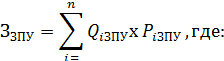 n
З_ЗПУ = ∑ Q_iЗПУ x P_iЗПУ, где:
i=